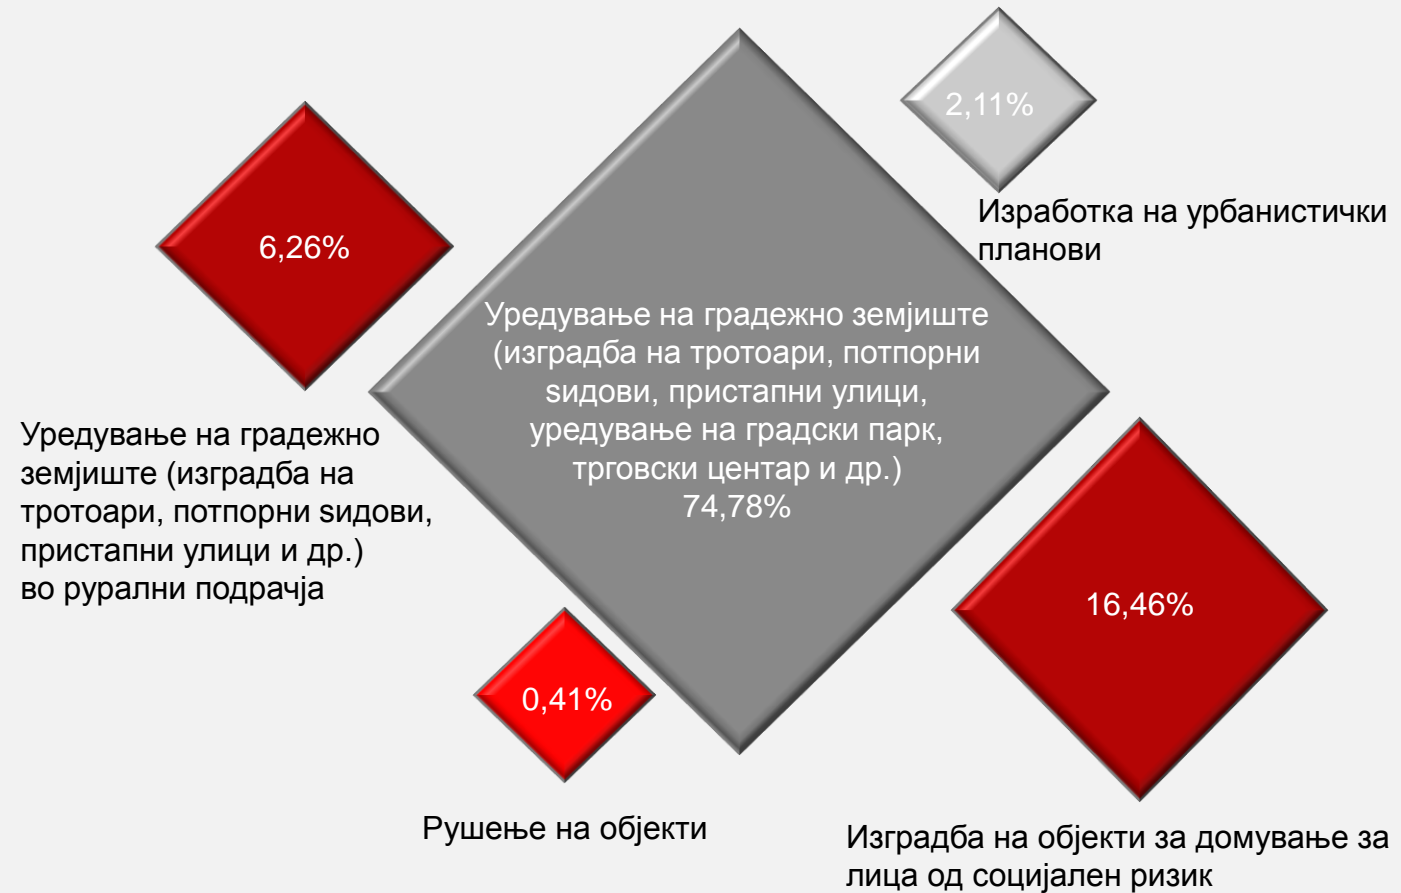 2,11%
Изработка на урбанистички
планови
6,26%
Уредување на градежно
земјиште (изградба на
тротоари, потпорни ѕидови,
пристапни улици и др.)
во рурални подрачја
Уредување на градежно земјиште
(изградба на тротоари, потпорни
ѕидови, пристапни улици,
уредување на градски парк,
трговски центар и др.)
74,78%
16,46%
Изградба на објекти за домување за
лица од социјален ризик
0,41%
Рушење на објекти